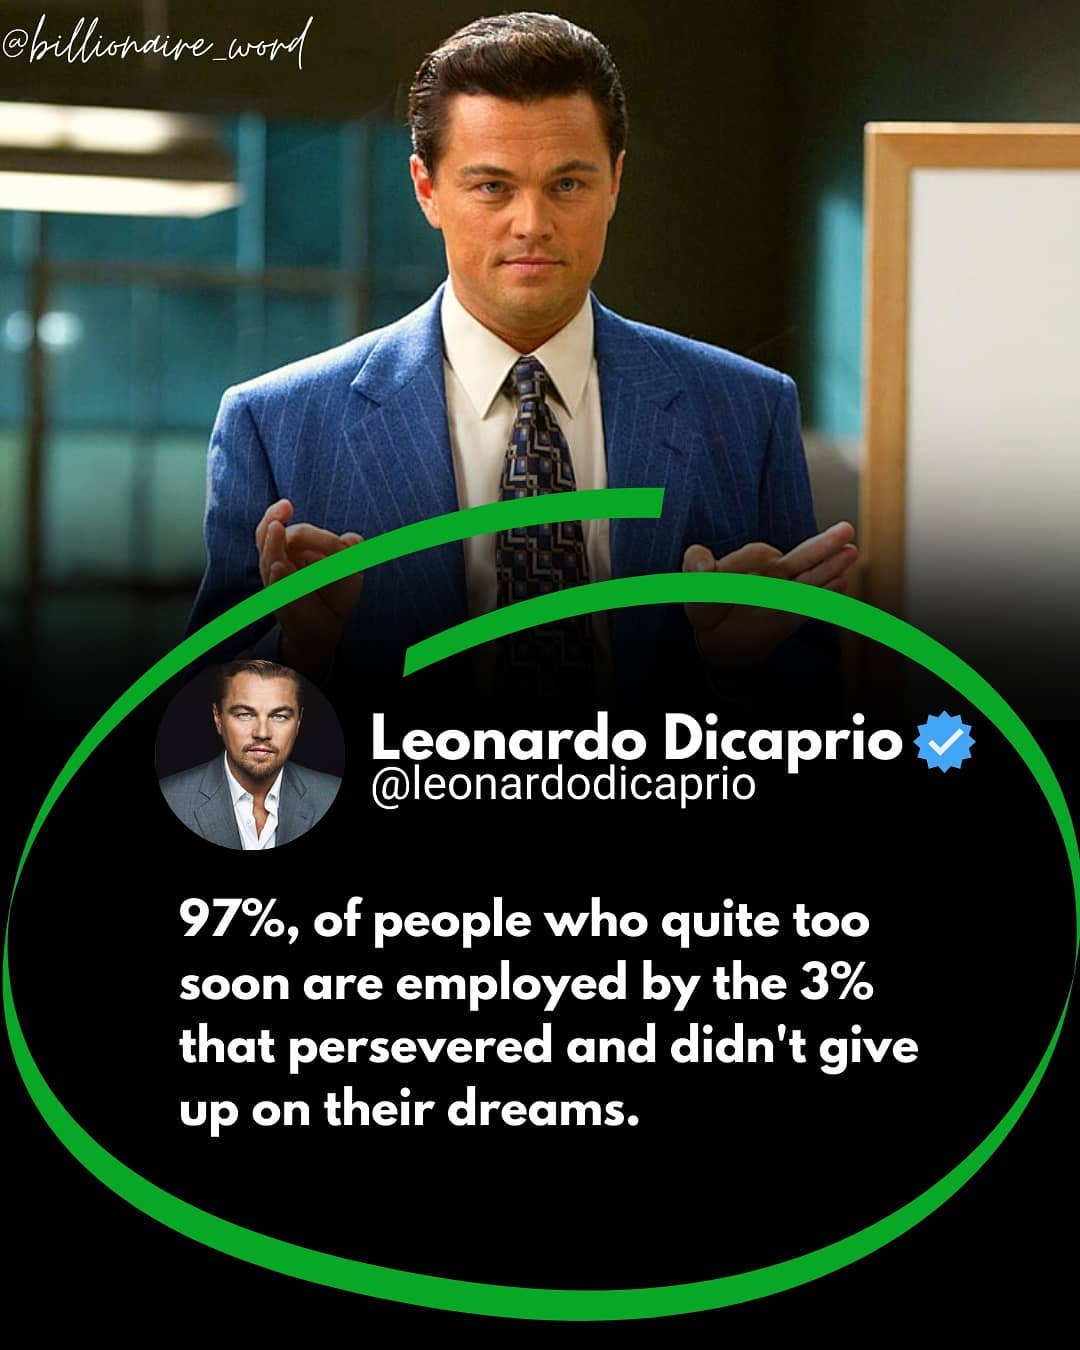 @billionaire_word
Leonardo Dicaprio
@leonardodicaprio
97%, of people who quite too
soon are employed by the 3%
that persevered and didn't give
up on their dreams.